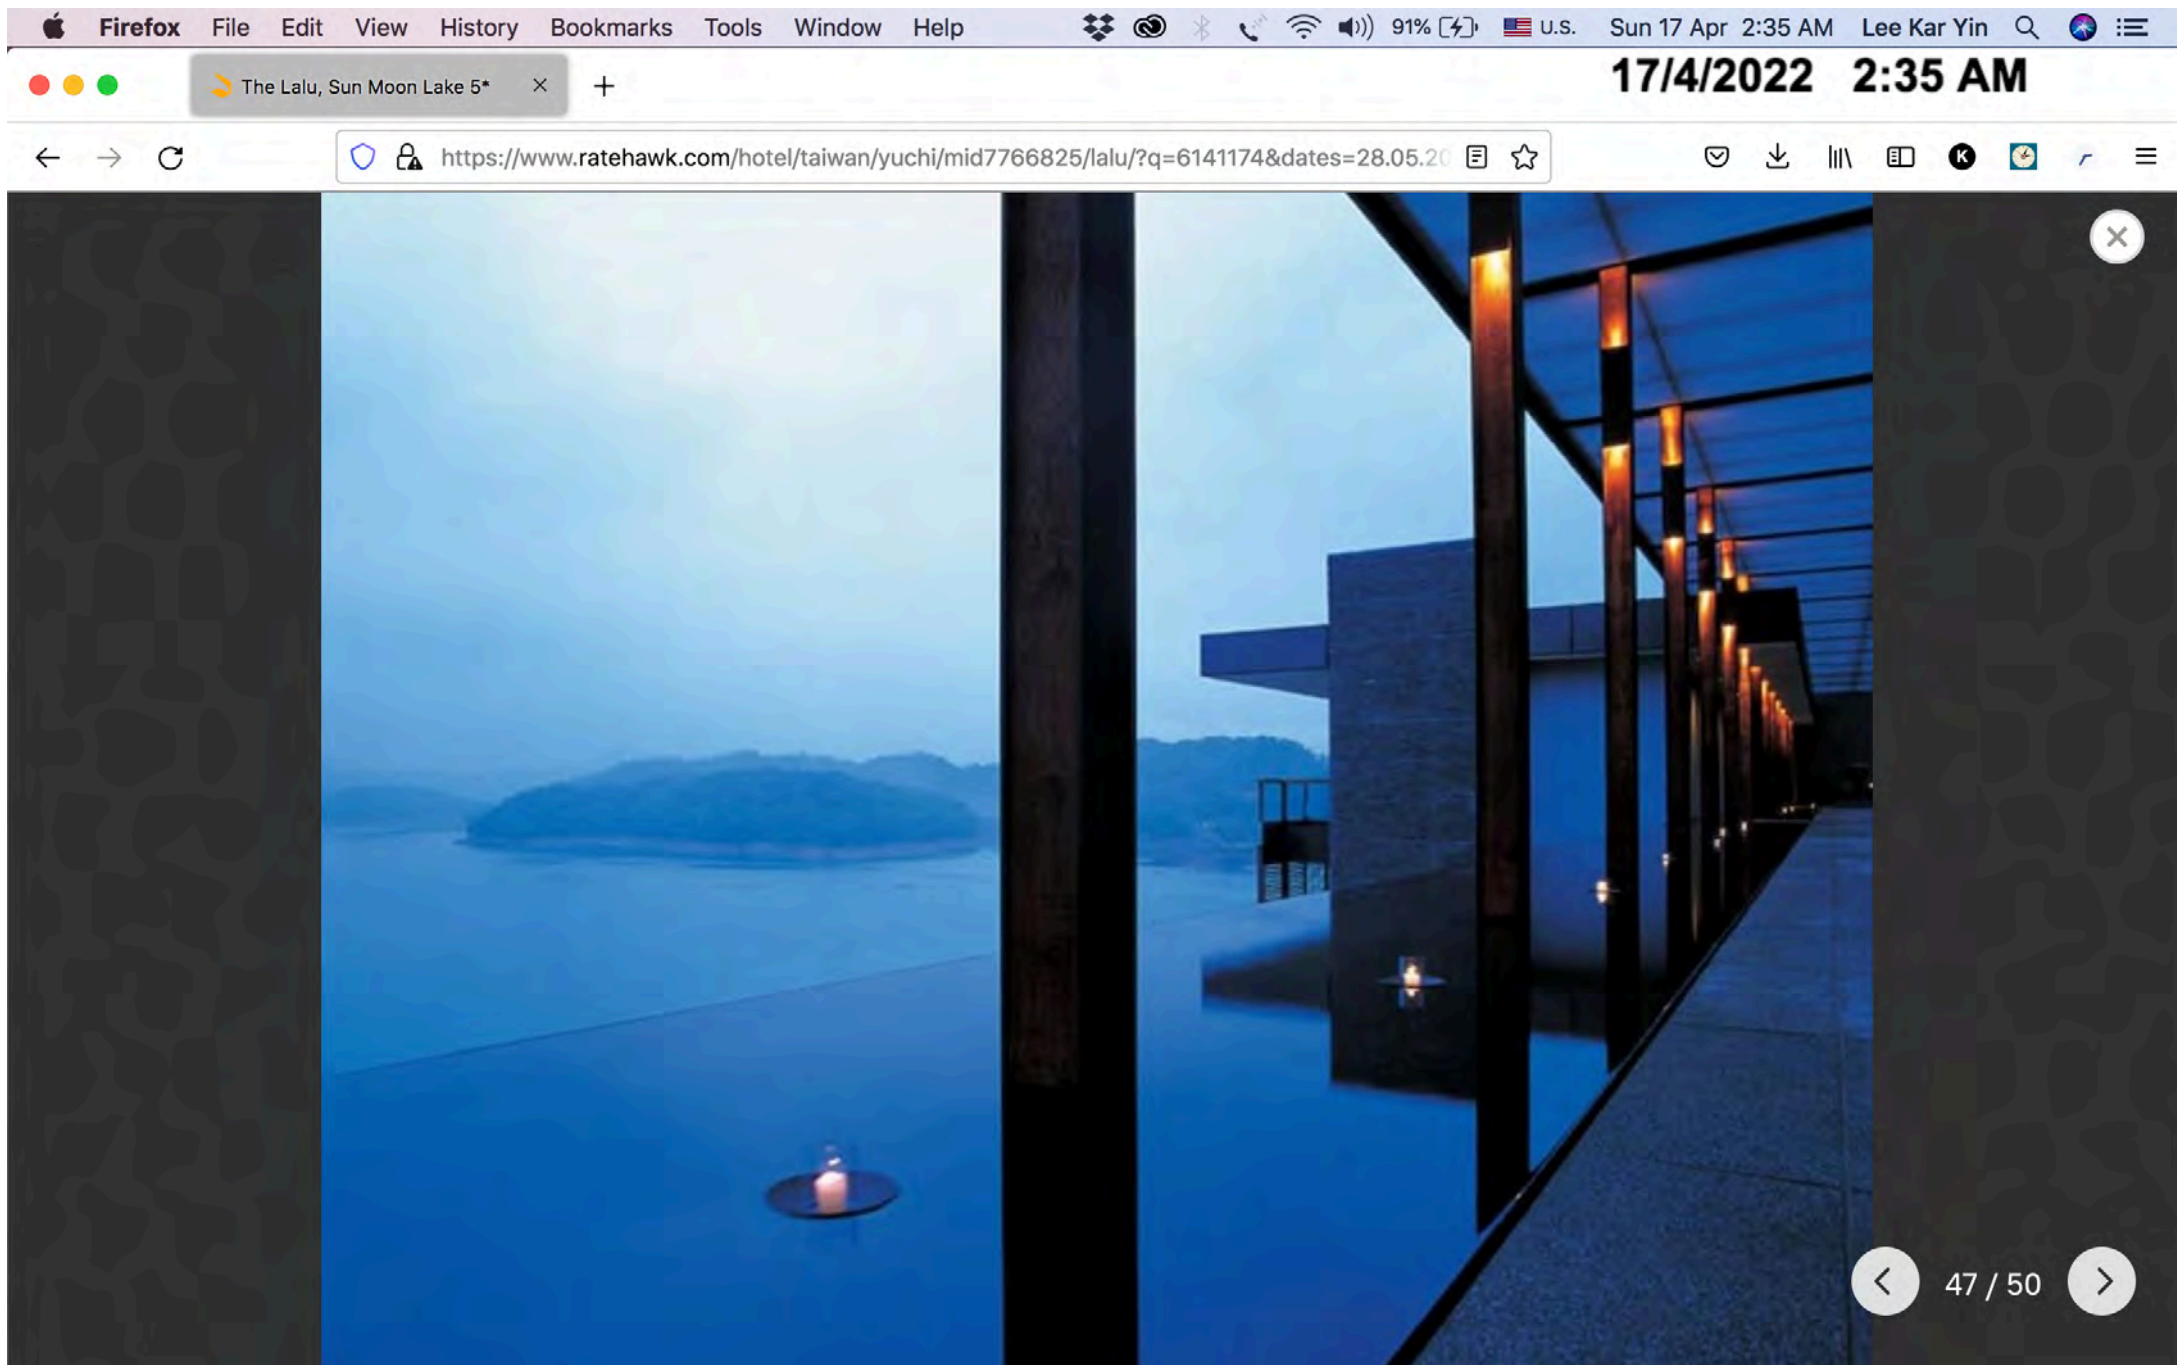 Firefox File Edit View History Bookmarks Tools Window Help 91% U.S. Sun 17 Apr 2:35 AM Lee Kar Yin
The Lalu, Sun Moon Lake 5*
17/4/2022 2:35 AM
https://www.ratehawk.com/hotel/taiwan/yuchi/mid7766825/lalu/?q=6141174&dates=28.05.20
K
47 / 50